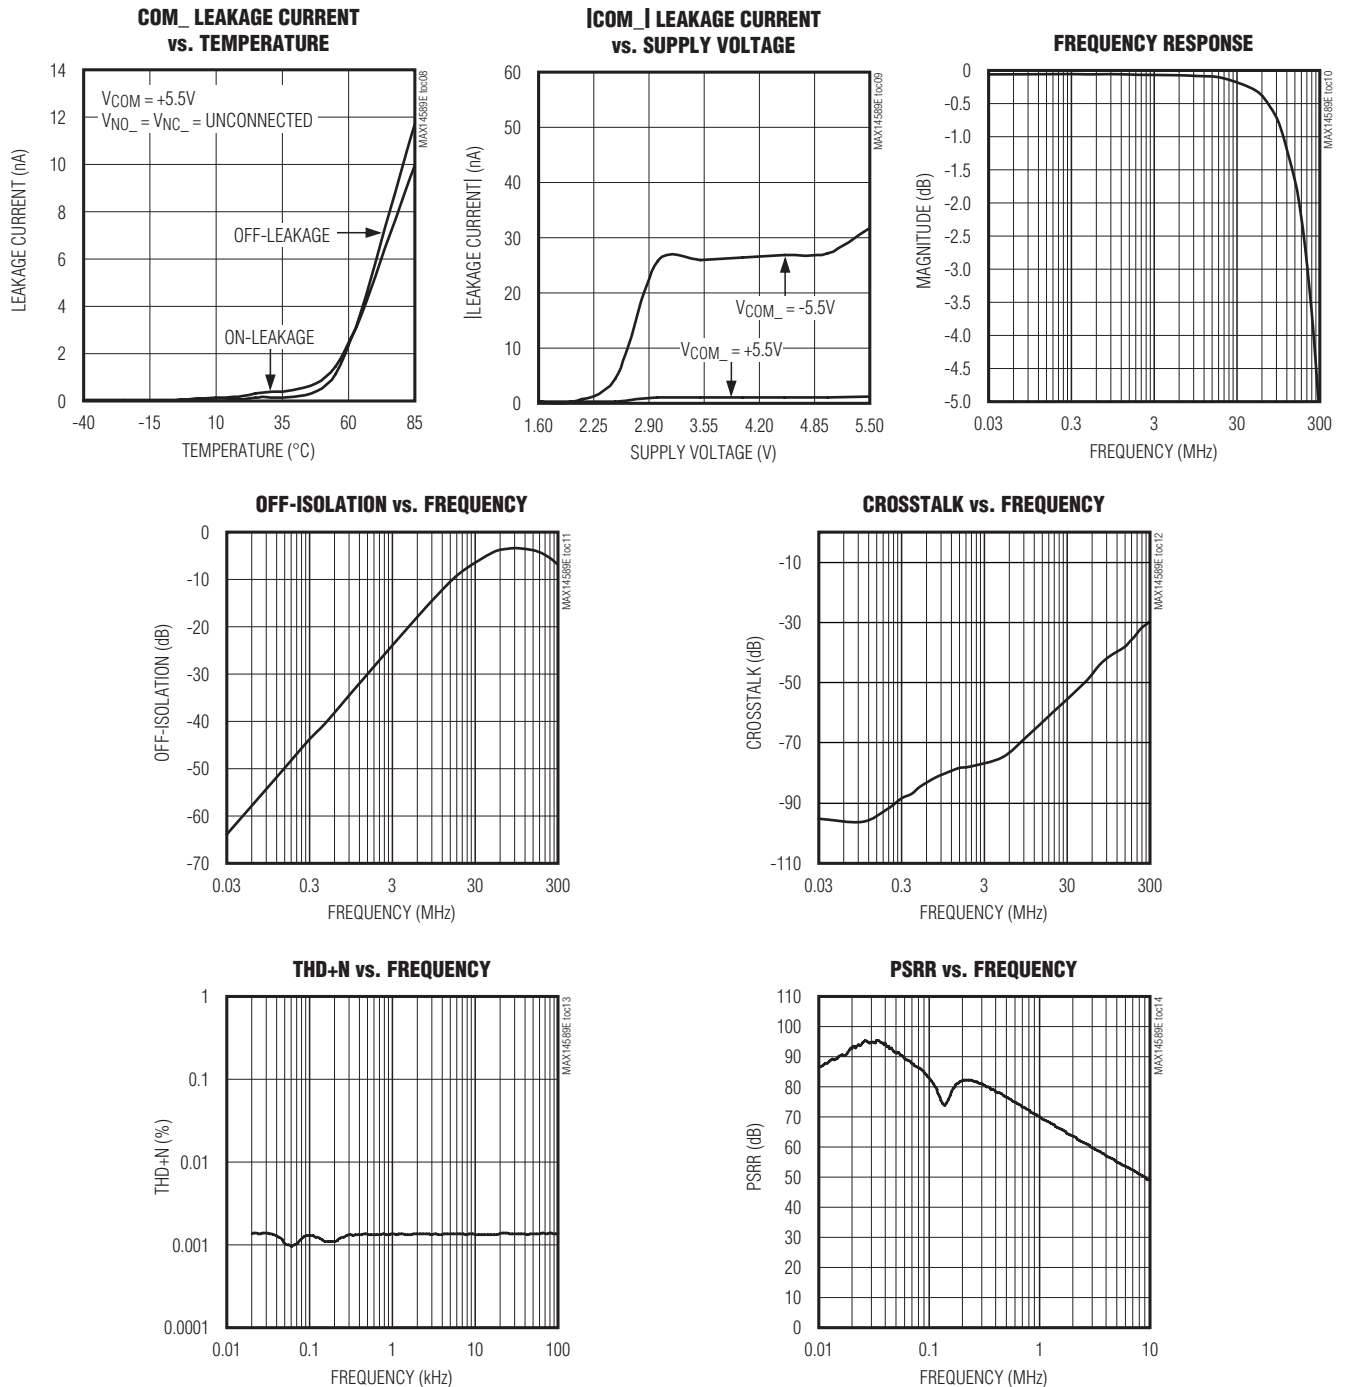 COM_ LEAKAGE CURRENT
vs. TEMPERATURE
MAX14589E toc08
14
12
10
8
6
4
2
0
LEAKAGE CURRENT (nA)
VCOM = +5.5V
VNO_ = VNC_ = UNCONNECTED
OFF-LEAKAGE
ON-LEAKAGE
-40 -15 10 35 60 85
TEMPERATURE (°C)
|COM_| LEAKAGE CURRENT
vs. SUPPLY VOLTAGE
MAX14589E toc09
60
50
40
30
20
10
0
|LEAKAGE CURRENT| (nA)
VCOM_ = -5.5V
VCOM_ = +5.5V
1.60 2.25 2.90 3.55 4.20 4.85 5.50
SUPPLY VOLTAGE (V)
FREQUENCY RESPONSE
MAX14589E toc10
0
-0.5
-1.0
-1.5
-2.0
-2.5
-3.0
-3.5
-4.0
-4.5
-5.0
MAGNITUDE (dB)
0.03 0.3 3 30 300
FREQUENCY (MHz)
OFF-ISOLATION vs. FREQUENCY
MAX14589E toc11
0
-10
-20
-30
-40
-50
-60
-70
OFF-ISOLATION (dB)
0.03 0.3 3 30 300
FREQUENCY (MHz)
CROSSTALK vs. FREQUENCY
MAX14589E toc12
-10
-30
-50
-70
-90
-110
CROSSTALK (dB)
0.03 0.3 3 30 300
FREQUENCY (MHz)
THD+N vs. FREQUENCY
MAX14589E toc13
1
0.1
0.01
0.001
0.0001
THD+N (%)
0.01 0.1 1 10 100
FREQUENCY (kHz)
PSRR vs. FREQUENCY
MAX14589E toc14
110
100
90
80
70
60
50
40
30
20
10
0
PSRR (dB)
0.01 0.1 1 10
FREQUENCY (MHz)